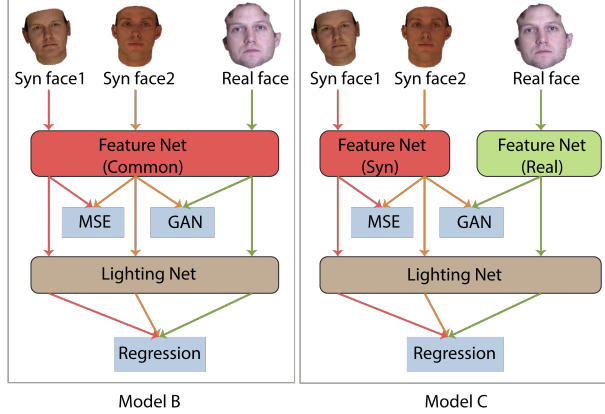 Syn face1 Syn face2 Real face
Feature Net
(Common)
MSE GAN
Lighting Net
Regression
Model B
Syn face1 Syn face2 Real face
Feature Net
(Syn)
Feature Net
(Real)
MSE GAN
Lighting Net
Regression
Model C